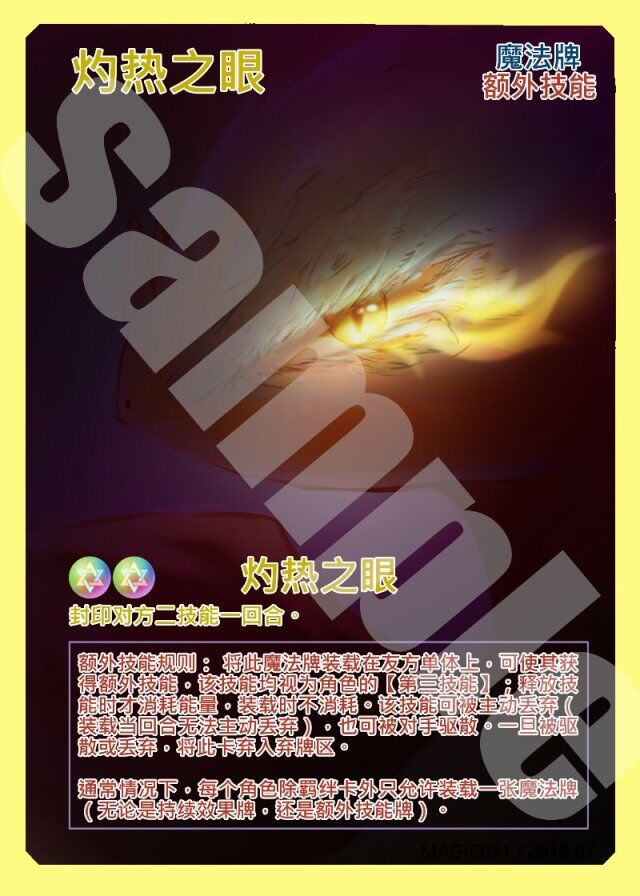 灼热之眼
魔法牌
额外技能
灼热之眼
封印对方二技能一回合。
额外技能规则： 将此魔法牌装载在友方单体上，可使其获
得额外技能，该技能均视为角色的【第三技能】；释放技
能时才消耗能量，装载时不消耗。该技能可被主动丢弃（
装载当回合无法主动丢弃），也可被对手驱散。一旦被驱
散或丢弃，将此卡弃入弃牌区。
通常情况下，每个角色除羁绊卡外只允许装载一张魔法牌
（无论是持续效果牌，还是额外技能牌）。
MAGIC031 / 2019.07
sample